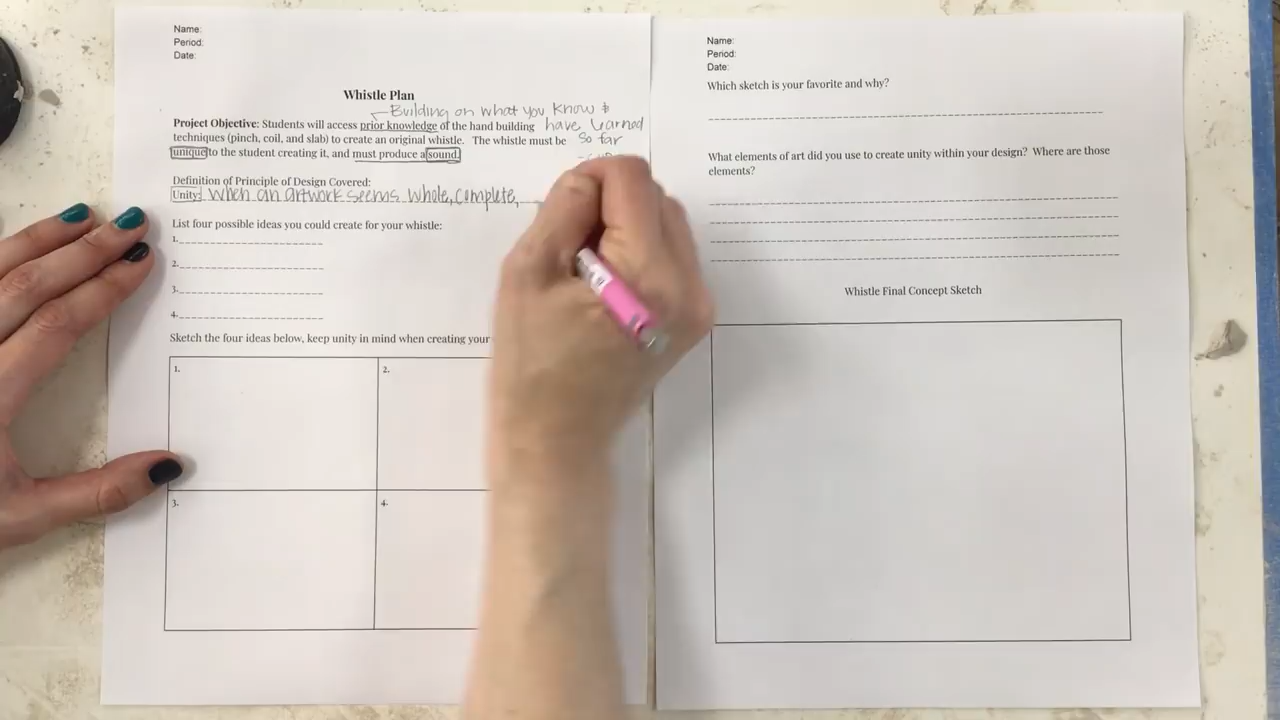 Name:
Period:
Date:
Whistle Plan
Building on what you know &
Project Objective: Students will access prior knowledge of the hand building have learned
techniques (pinch, coil, and slab) to create an original whistle. The whistle must be so far
unique to the student creating it, and must produce a sound.
Definition of Principle of Design Covered:
Unity: When an artwork seems whole, complete,
List four possible ideas you could create for your whistle:
1.
2.
3.
4.
Sketch the four ideas below, keep unity in mind when creating your
1.
2.
3.
4.
Name:
Period:
Date:
Which sketch is your favorite and why?
What elements of art did you use to create unity within your design? Where are those
elements?
Whistle Final Concept Sketch